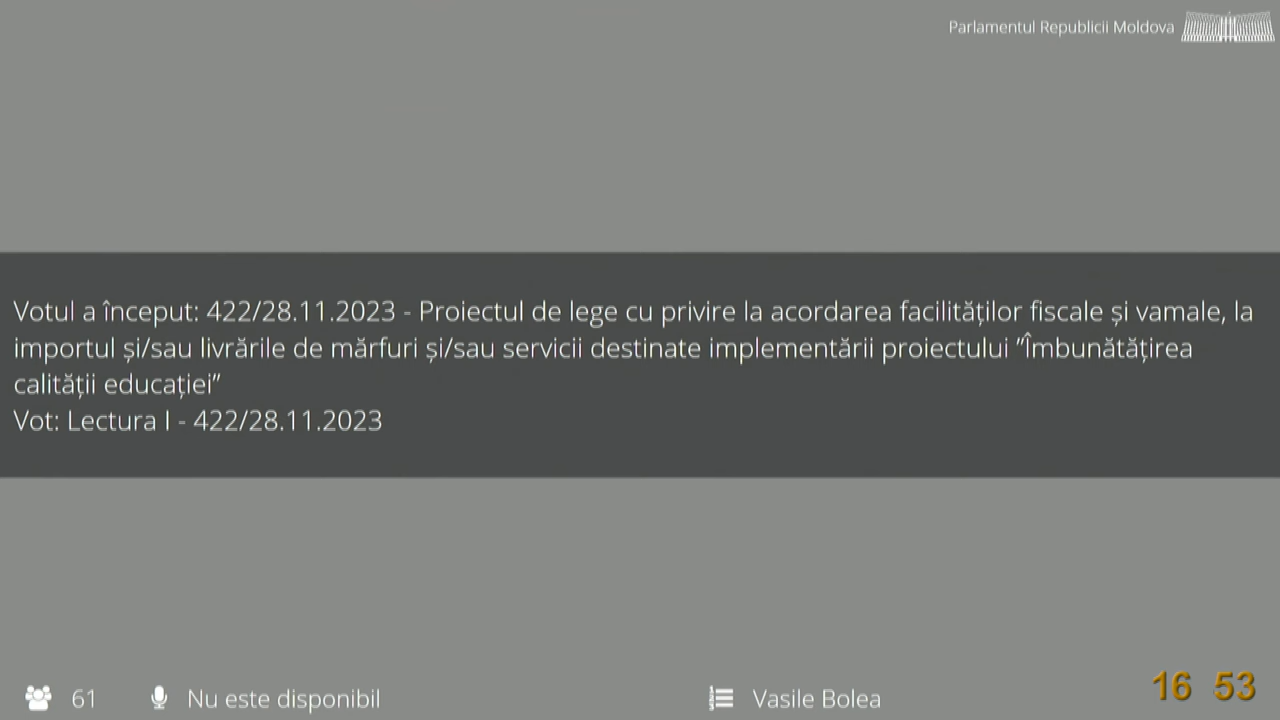 Parlamentul Republicii Moldova
Votul a început: 422/28.11.2023 - Proiectul de lege cu privire la acordarea facilităților fiscale și vamale, la
importul și/sau livrările de mărfuri și/sau servicii destinate implementării proiectului ”Îmbunătățirea
calității educației”
Vot: Lectura I - 422/28.11.2023
61 Nu este disponibil Vasile Bolea 16 53